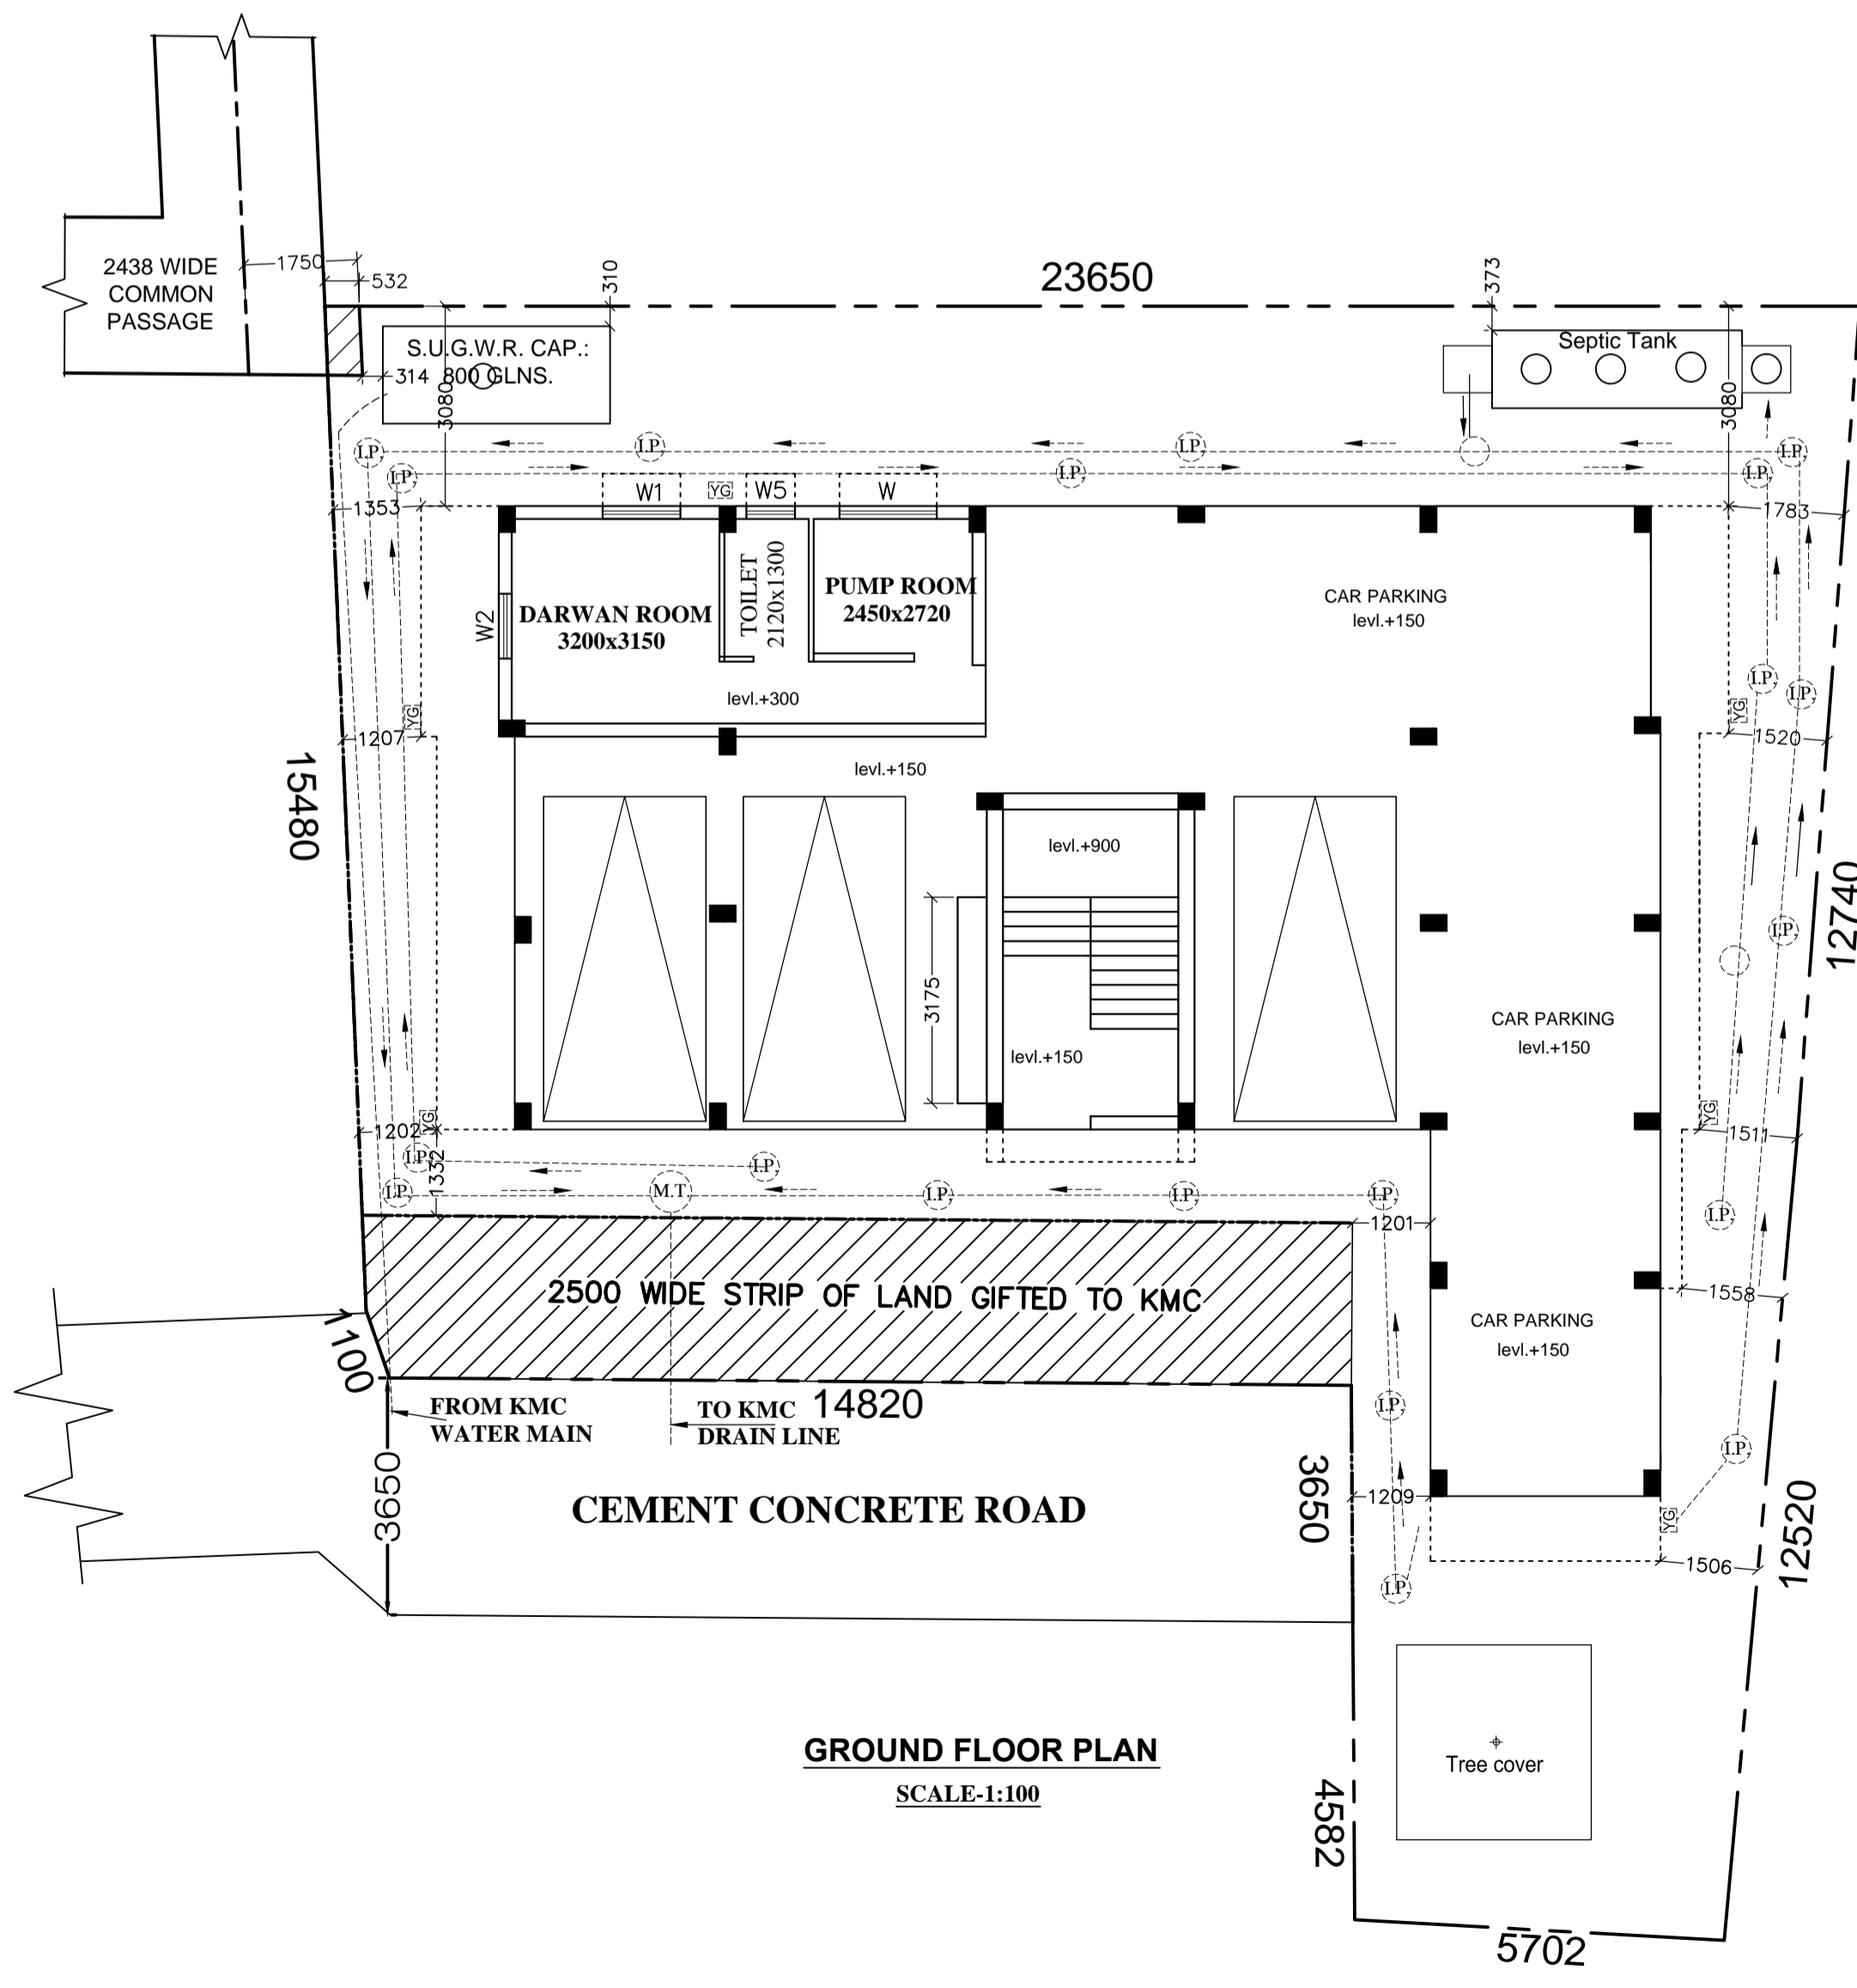 23650
310
373
2438 WIDE
COMMON
PASSAGE
1750
532
S.U.G.W.R. CAP.:
800 GLNS.
314
3080
Septic Tank
3080
I.P.
I.P.
I.P.
I.P.
I.P.
I.P.
I.P.
W1
YG
W5
W
1353
1783
DARWAN ROOM
3200x3150
TOILET
2120x1300
PUMP ROOM
2450x2720
CAR PARKING
levl.+150
W2
I.P.
I.P.
levl.+300
YG
YG
1207
1520
levl.+150
15480
levl.+900
12740
I.P.
3175
CAR PARKING
levl.+150
levl.+150
YG
YG
1202
1511
1332
I.P.
I.P.
I.P.
M.T.
I.P.
I.P.
I.P.
I.P.
1201
2500 WIDE STRIP OF LAND GIFTED TO KMC
1558
CAR PARKING
levl.+150
1100
FROM KMC
WATER MAIN
TO KMC
DRAIN LINE
14820
I.P.
I.P.
3650
CEMENT CONCRETE ROAD
3650
1209
YG
12520
1506
I.P.
GROUND FLOOR PLAN
SCALE-1:100
Tree cover
4582
5702